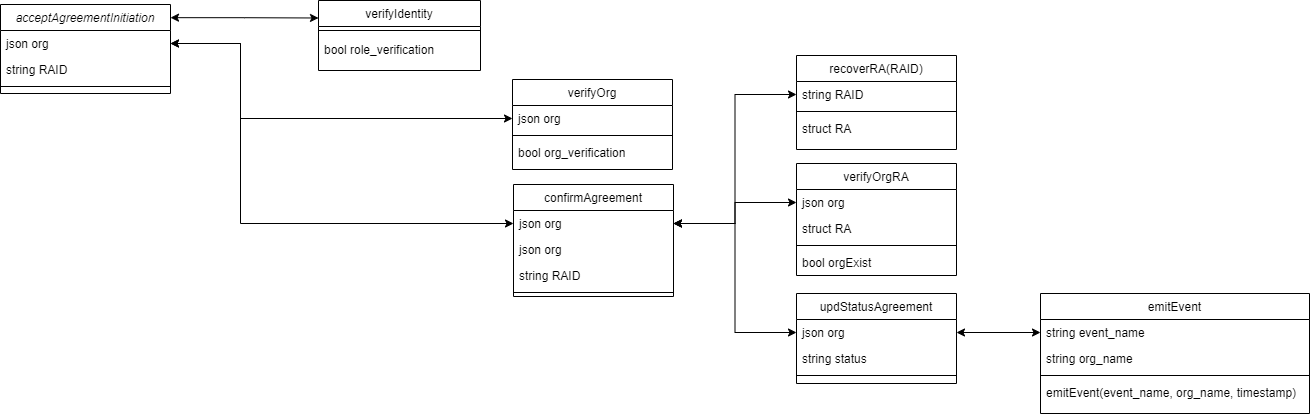 acceptAgreementInitiation
json org
string RAID
verifyIdentity
bool role_verification
verifyOrg
json org
bool org_verification
confirmAgreement
json org
json org
string RAID
recoverRA(RAID)
string RAID
struct RA
verifyOrgRA
json org
struct RA
bool orgExist
updStatusAgreement
json org
string status
emitEvent
string event_name
string org_name
emitEvent(event_name, org_name, timestamp)